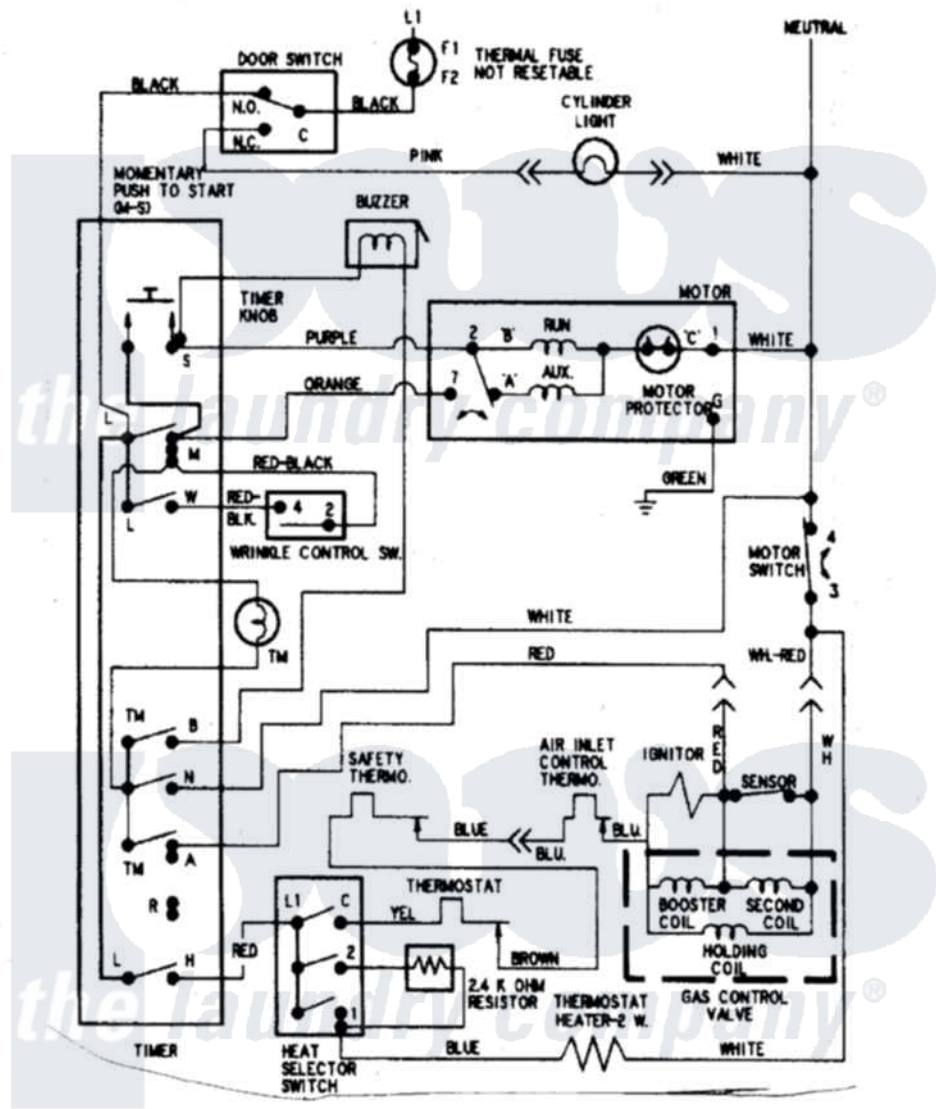 L1
NEUTRAL
F1
DOOR SWITCH
THERMAL FUSE
NOT RESETABLE
F2
BLACK
N.O.
BLACK
CYLINDER
LIGHT
N.C.
C
PINK
WHITE
MOMENTARY
PUSH TO START
(M-S)
BUZZER
TIMER
KNOB
MOTOR
PURPLE
S
2
'B'
RUN
'C'
1
WHITE
ORANGE
7
'A'
AUX.
MOTOR
PROTECTOR
G
L
M
the laundry company®
RED-BLACK
GREEN
L
W
RED-
BLK.
4
2
WRINKLE CONTROL SW.
MOTOR
SWITCH
4
3
TM
WHITE
RED
WH.-RED
TM
B
N
SAFETY
THERMO.
AIR INLET
CONTROL
THERMO.
IGNITOR
RED
SENSOR
WH
BLUE
BLU.
BLU.
TM
A
R
L1
C
YEL
THERMOSTAT
BOOSTER
COIL
SECOND
COIL
HOLDING
COIL
L
H
RED
2
BROWN
2.4 K OHM
RESISTOR
1
THERMOSTAT
HEATER-2 W.
GAS CONTROL
VALVE
the laundry company®
TIMER
HEAT
SELECTOR
SWITCH
BLUE
WHITE